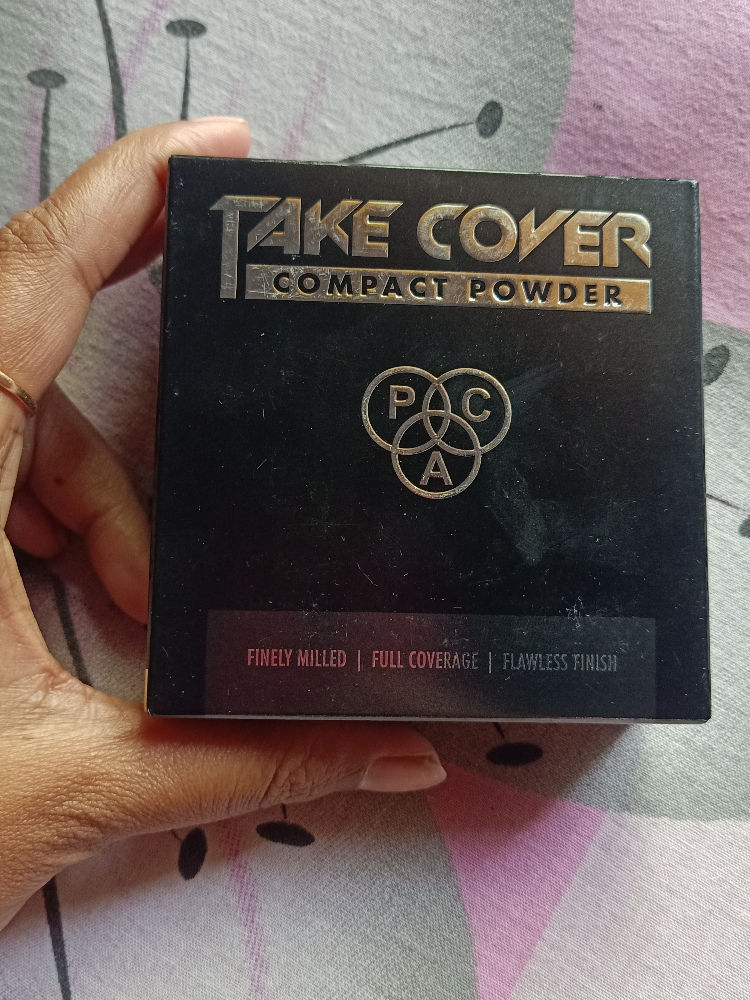 TAKE COVER
COMPACT POWDER
P C
A
FINELY MILLED | FULL COVERAGE | FLAWLESS FINISH